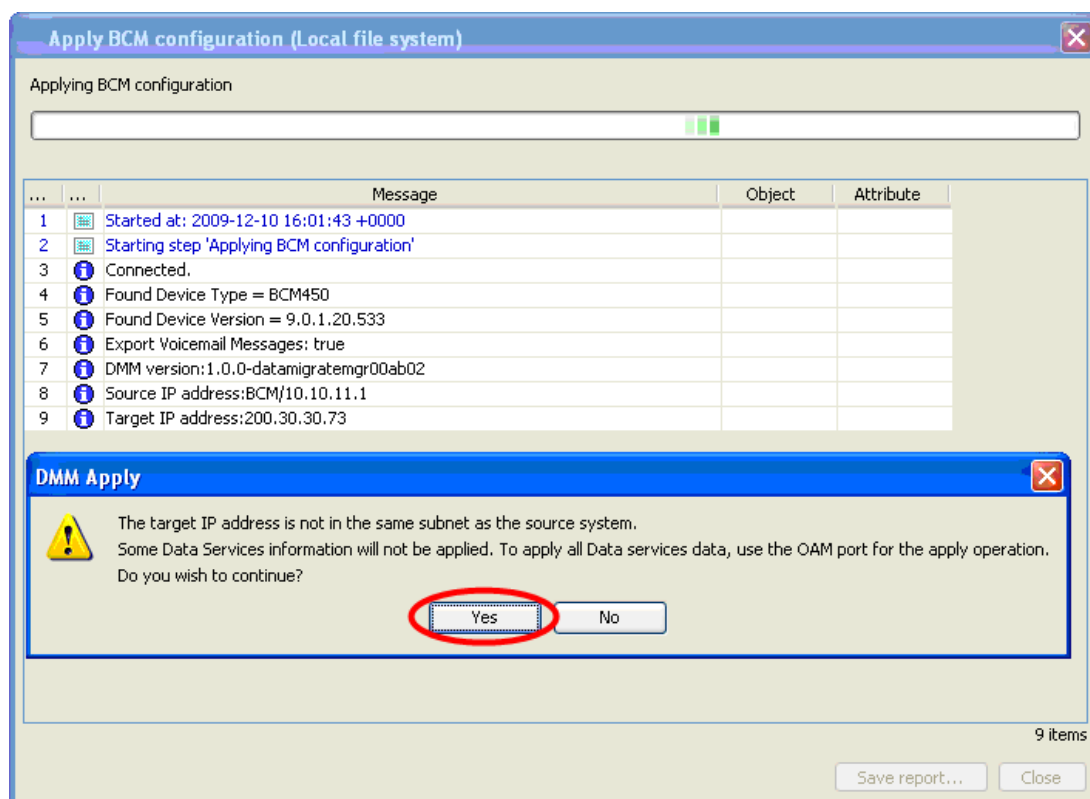 Apply BCM configuration (Local file system)
Applying BCM configuration
... ... Message Object Attribute
1 Started at: 2009-12-10 16:01:43 +0000
2 Starting step 'Applying BCM configuration'
3 Connected.
4 Found Device Type = BCM450
5 Found Device Version = 9.0.1.20.533
6 Export Voicemail Messages: true
7 DMM version:1.0.0-datamigratemgr00ab02
8 Source IP address:BCM/10.10.11.1
9 Target IP address:200.30.30.73
DMM Apply
The target IP address is not in the same subnet as the source system.
Some Data Services information will not be applied. To apply all Data services data, use the OAM port for the apply operation.
Do you wish to continue?
Yes No
9 items
Save report... Close